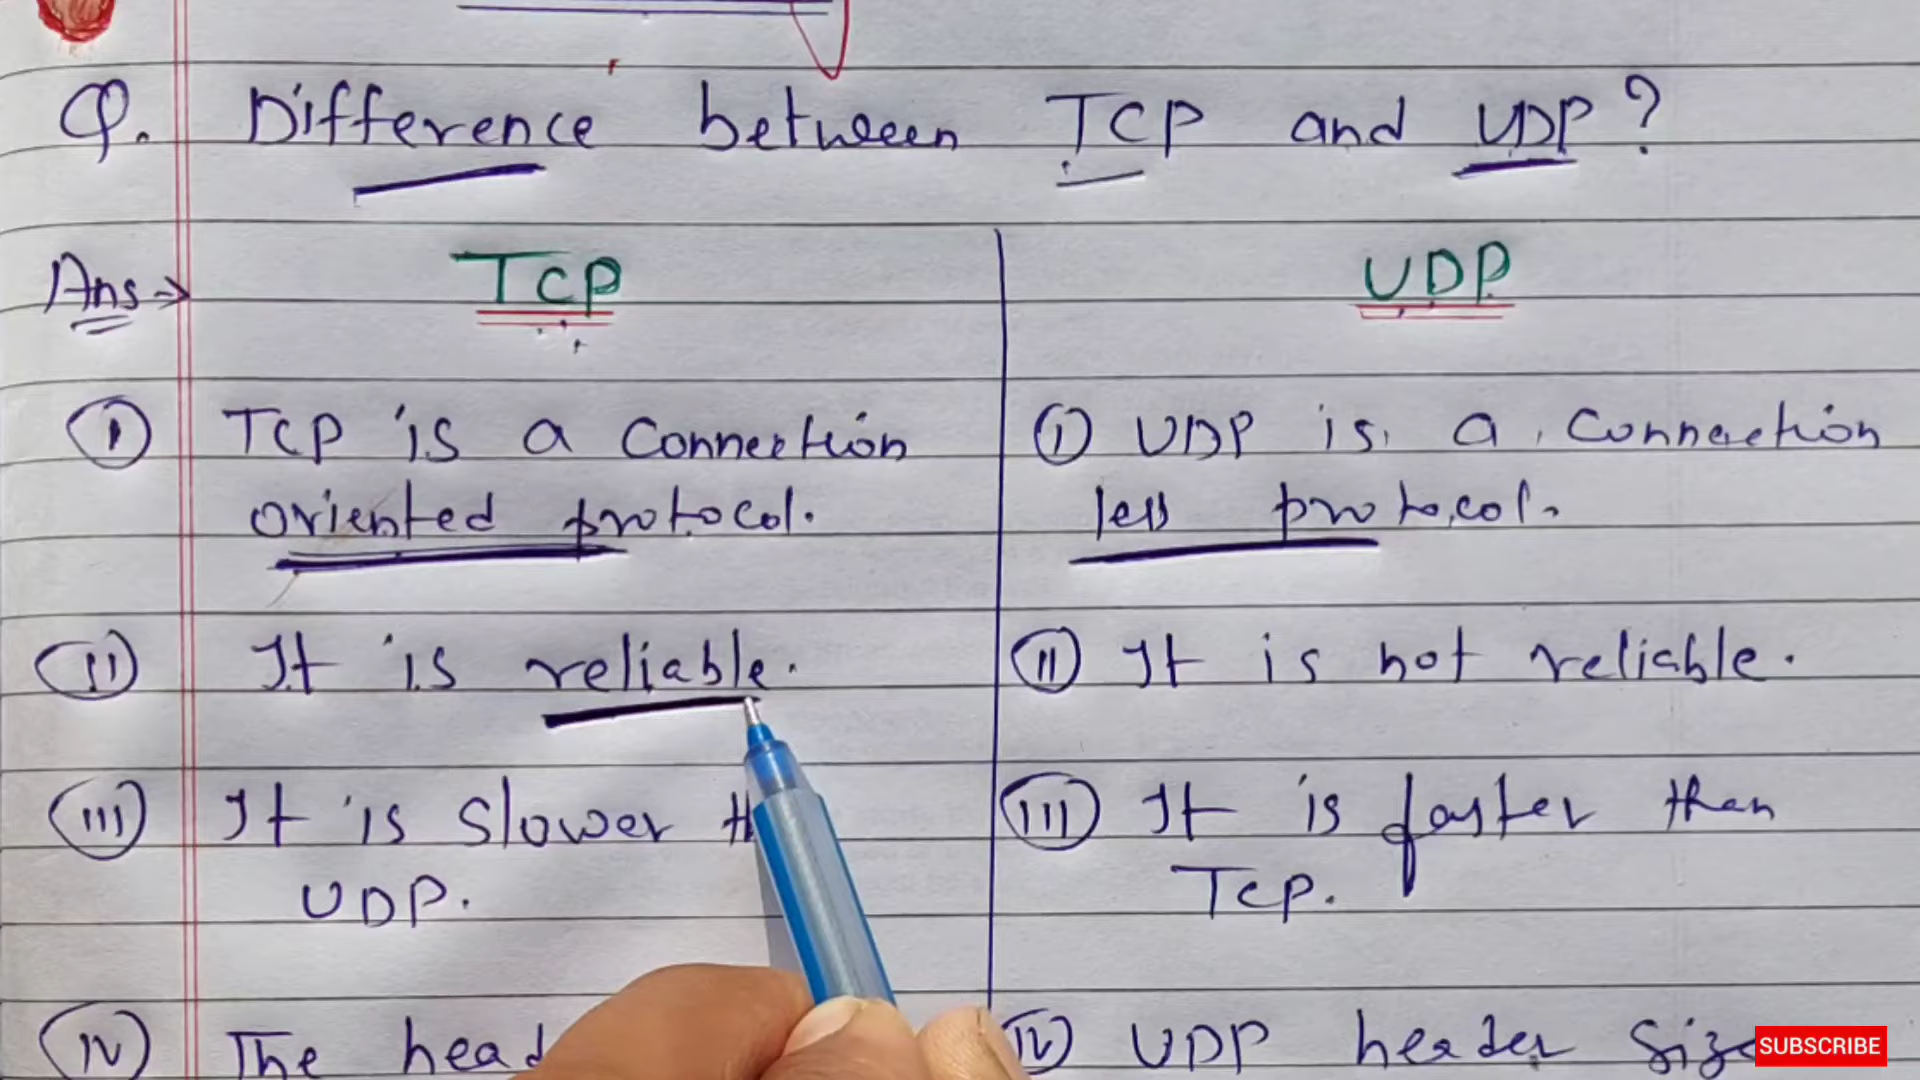 Q. Difference between TCP and UDP?
Ans → TCP UDP
(i) TCP is a Connection
oriented protocol.
(ii) It is reliable.
(iii) It is slower
UDP.
(iv) The
(i) UDP is a Connection
less protocol.
(ii) It is not reliable.
(iii) It is faster than
TCP.
(iv) UDP header Size
SUBSCRIBE